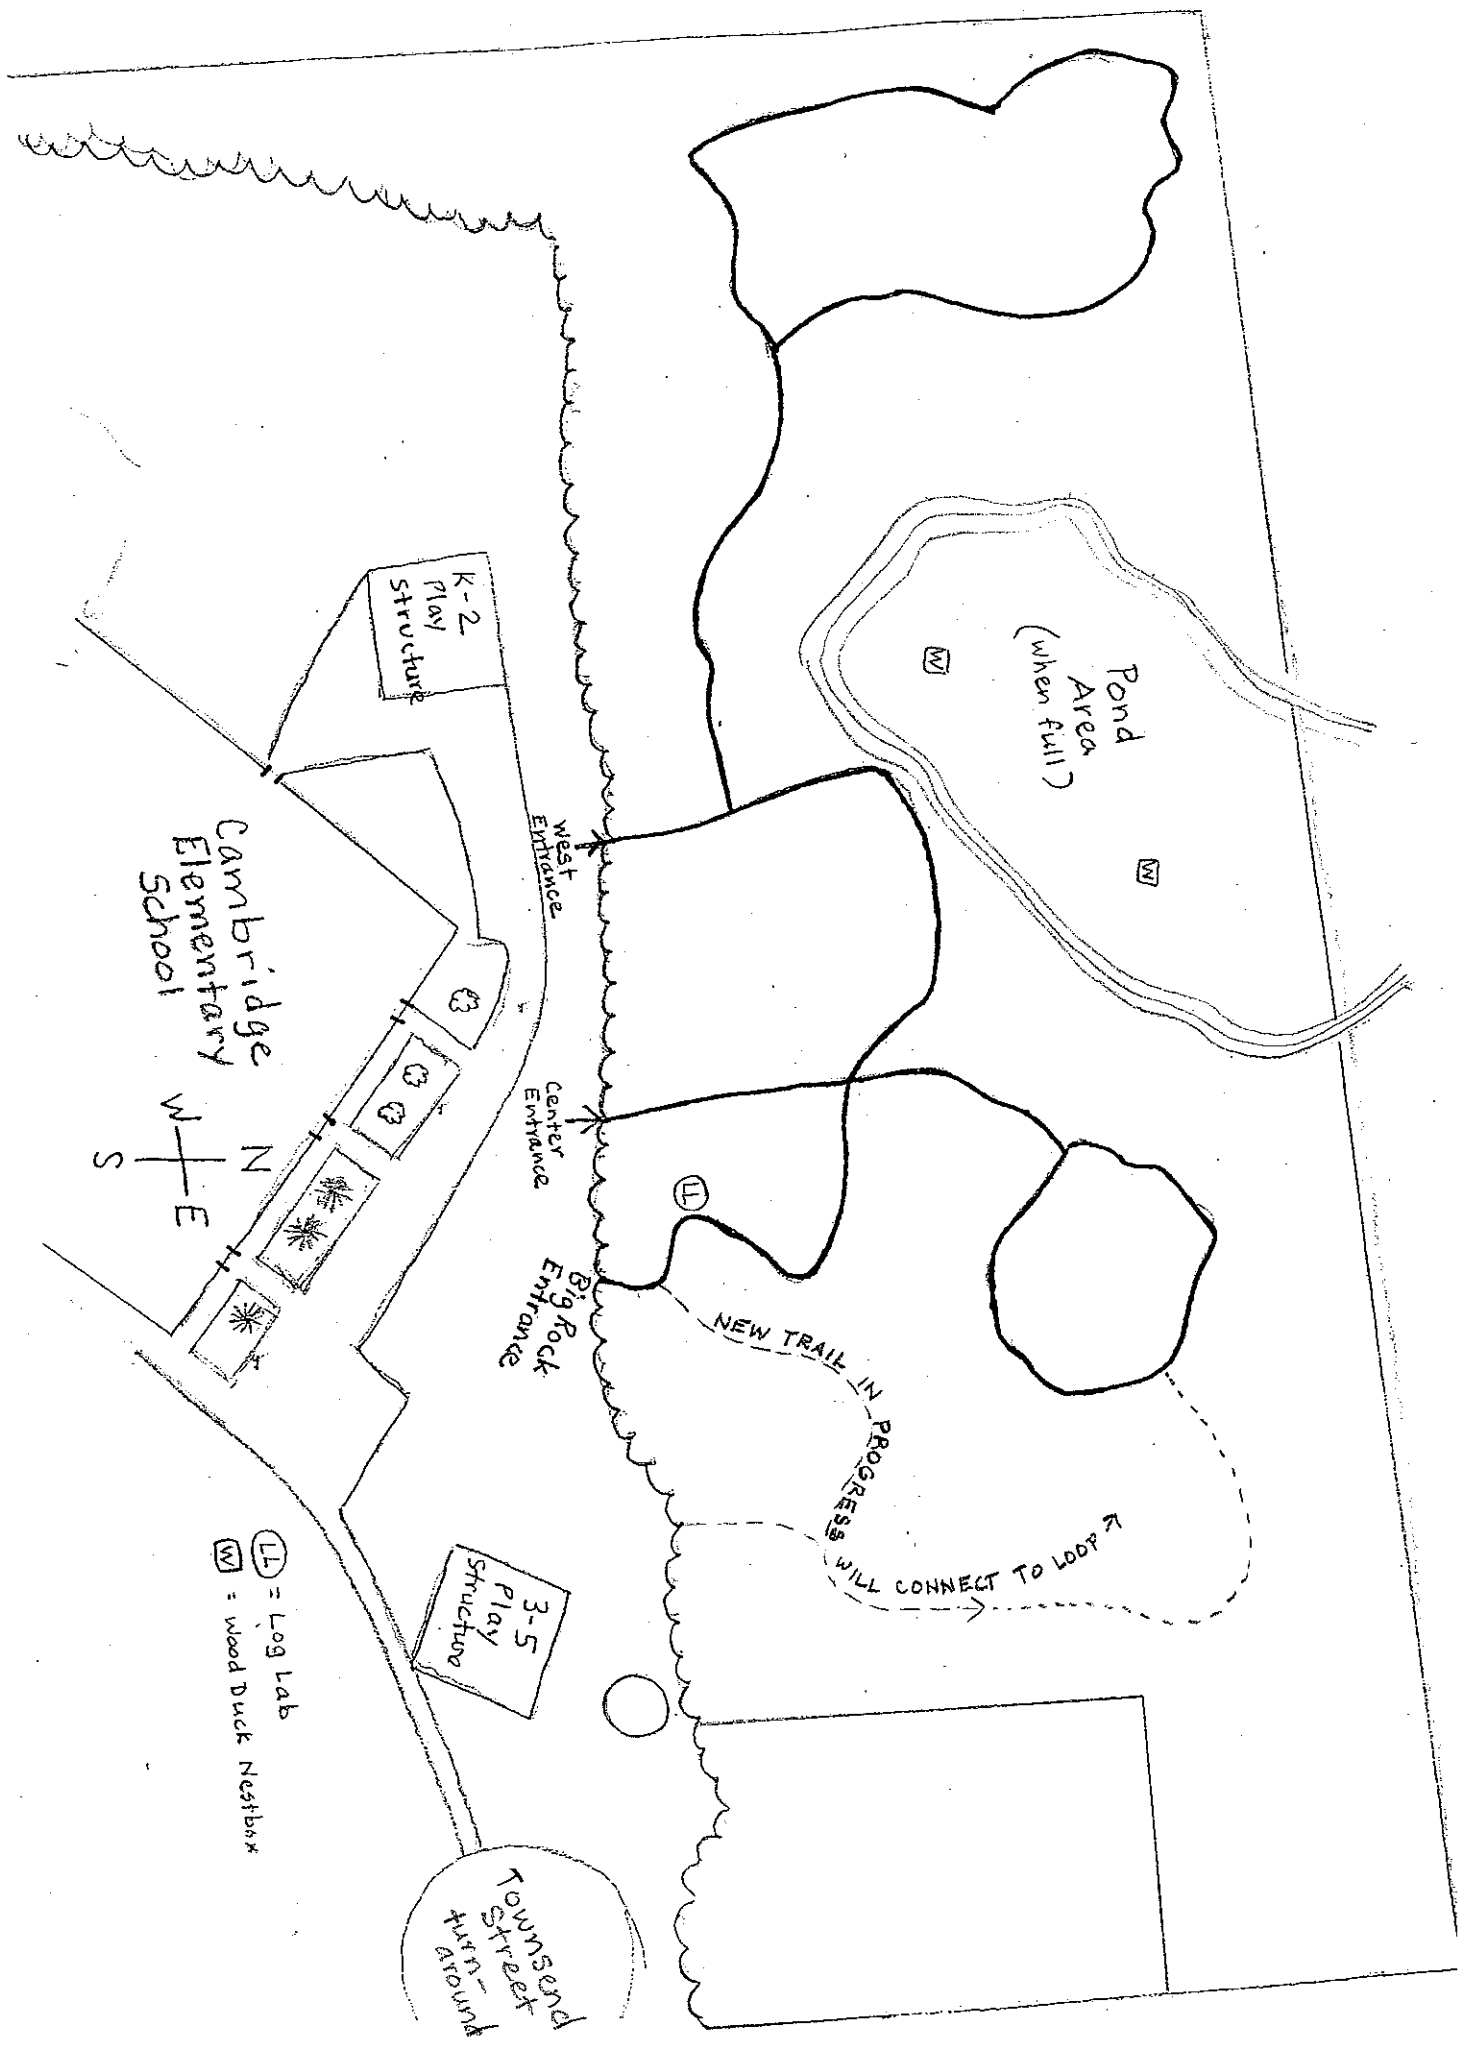 Pond
Area
(when full)
W
W
K-2
Play
structure
West
Entrance
Center
Entrance
LL
Big Rock
Entrance
NEW TRAIL IN PROGRESS WILL CONNECT TO LOOP
Cambridge
Elementary
School
N
W
E
S
3-5
Play
structure
LL = Log Lab
W = Wood Duck Nestbox
Townsend
Street
turn-
around